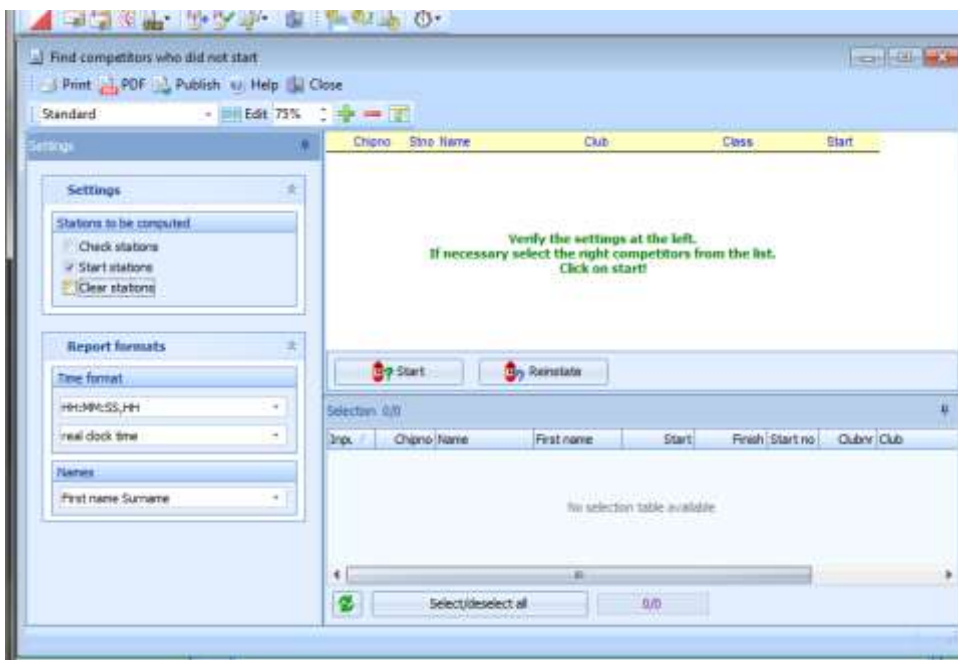 Find competitors who did not start
Print PDF Publish Help Close
Standard Edit 75%
Settings
Chipno Stno Name Club Class Start
Settings
Stations to be computed
Check stations
Start stations
Clear stations
Verify the settings at the left.
If necessary select the right competitors from the list.
Click on start!
Report formats
Time format
HH:MM:SS,HH
real clock time
Names
First name Surname
Start Reinstate
Selection 0/0
Chipno Name First name Start Finish Start no Clubnr Club
No selection table available
Select/deselect all 0/0